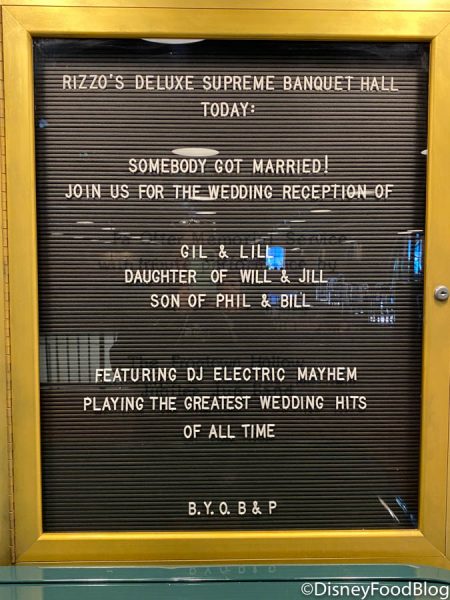 RIZZO'S DELUXE SUPREME BANQUET HALL
TODAY:
SOMEBODY GOT MARRIED!
JOIN US FOR THE WEDDING RECEPTION OF
GIL & LILL
DAUGHTER OF WILL & JILL
SON OF PHIL & BILL
FEATURING DJ ELECTRIC MAYHEM
PLAYING THE GREATEST WEDDING HITS
OF ALL TIME
B.Y.O. B & P
©DisneyFoodBlog